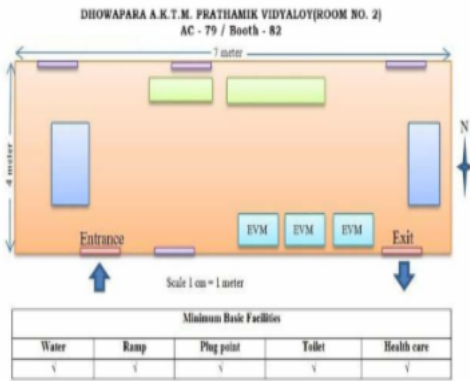 DHOWAPARA A.K.T.M. PRATHAMIK VIDYALOY(ROOM NO. 2)
AC - 79 / Booth - 82
7 meter
4 meter
N
EVM EVM EVM
Entrance Exit
Scale 1 cm = 1 meter
Minimum Basic Facilities
Water Ramp Plug point Toilet Health care
√ √ √ √ √